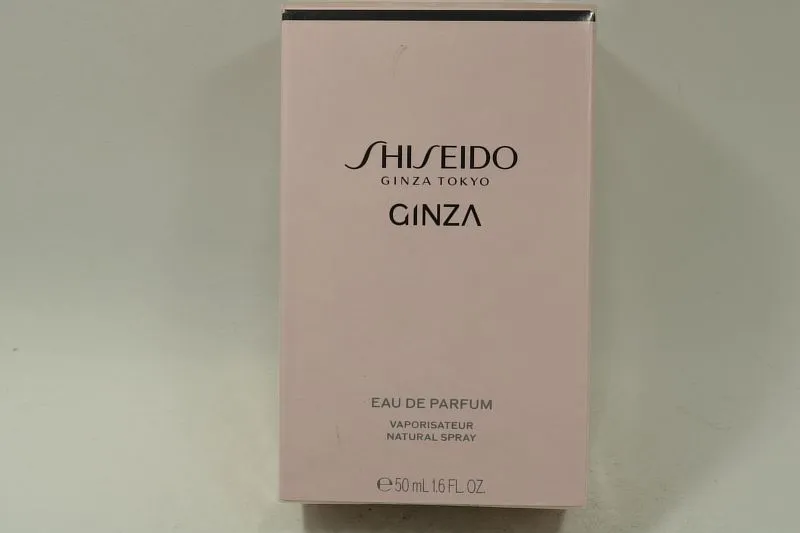 SHISEIDO
GINZA TOKYO
GINZA
EAU DE PARFUM
VAPORISATEUR
NATURAL SPRAY
℮ 50 mL 1.6 FL. OZ.